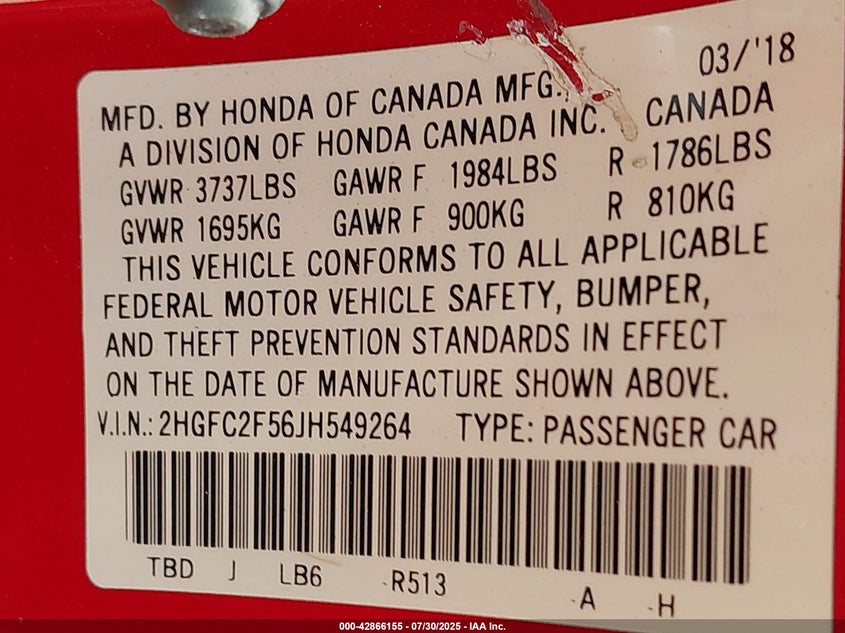 03/'18
MFD. BY HONDA OF CANADA MFG.,
A DIVISION OF HONDA CANADA INC. CANADA
GVWR 3737LBS GAWR F 1984LBS R 1786LBS
GVWR 1695KG GAWR F 900KG R 810KG
THIS VEHICLE CONFORMS TO ALL APPLICABLE
FEDERAL MOTOR VEHICLE SAFETY, BUMPER,
AND THEFT PREVENTION STANDARDS IN EFFECT
ON THE DATE OF MANUFACTURE SHOWN ABOVE.
V.I.N.: 2HGFC2F56JH549264 TYPE: PASSENGER CAR
TBD J LB6 -R513 -A -H
000-42866155 - 07/30/2025 - IAA Inc.